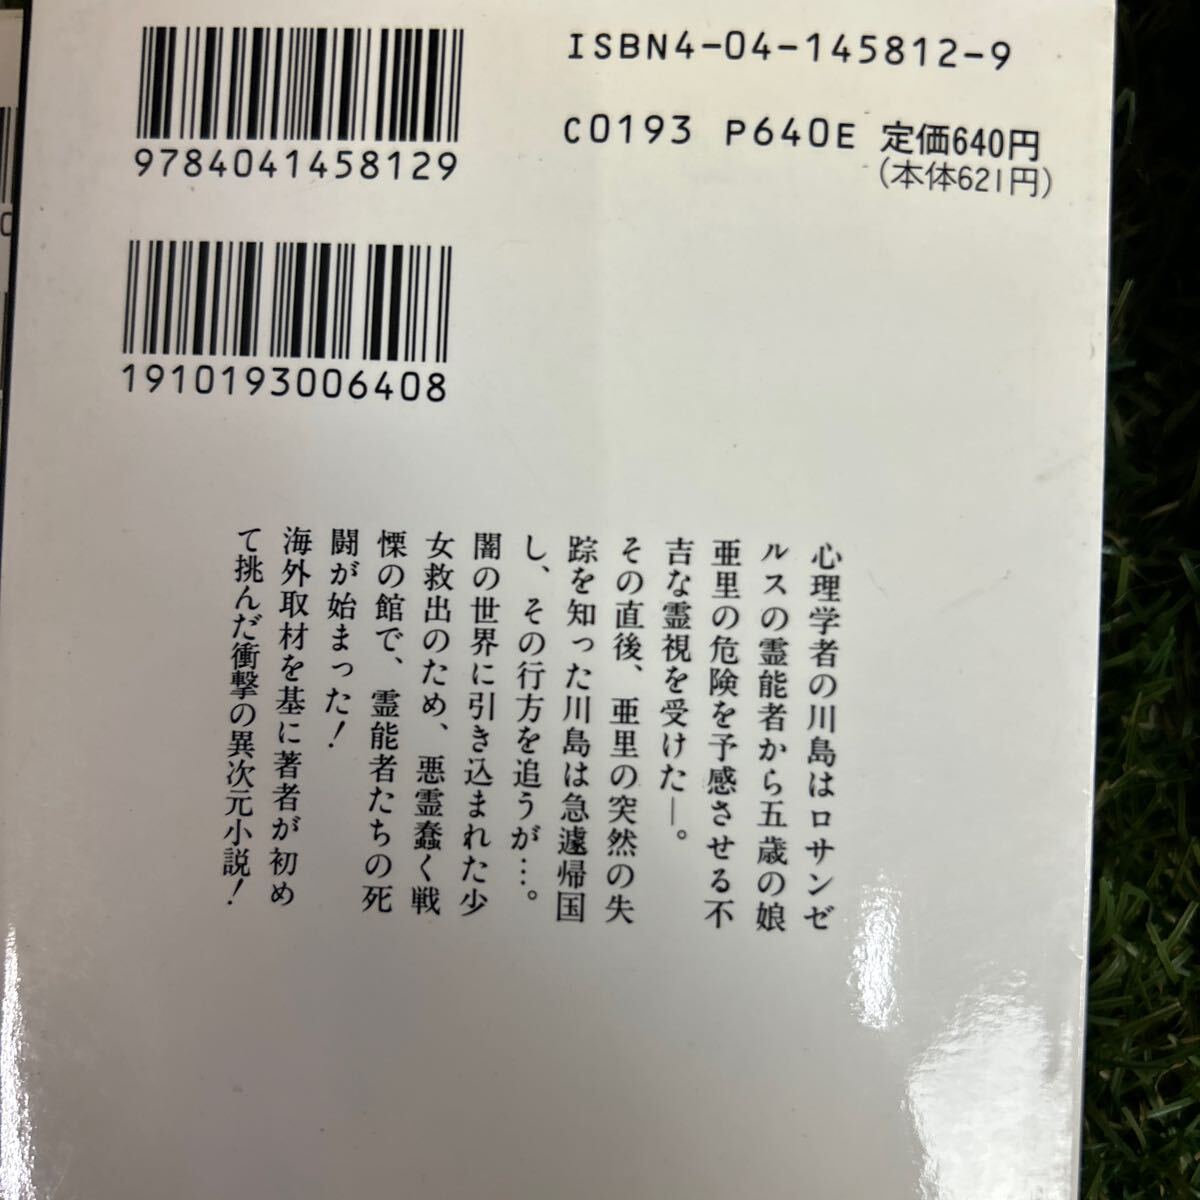 ISBN4-04-145812-9
C0193 P640E 定価640円
(本体621円)
9784041458129
1910193006408
心理学者の川島はロサンゼ
ルスの霊能者から五歳の娘
亜里の危険を予感させる不
吉な霊視を受けた―。
その直後、亜里の突然の失
踪を知った川島は急遽帰国
し、その行方を追うが…。
闇の世界に引き込まれた少
女救出のため、悪霊蠢く戦
慄の館で、霊能者たちの死
闘が始まった!
海外取材を基に著者が初め
て挑んだ衝撃の異次元小説!